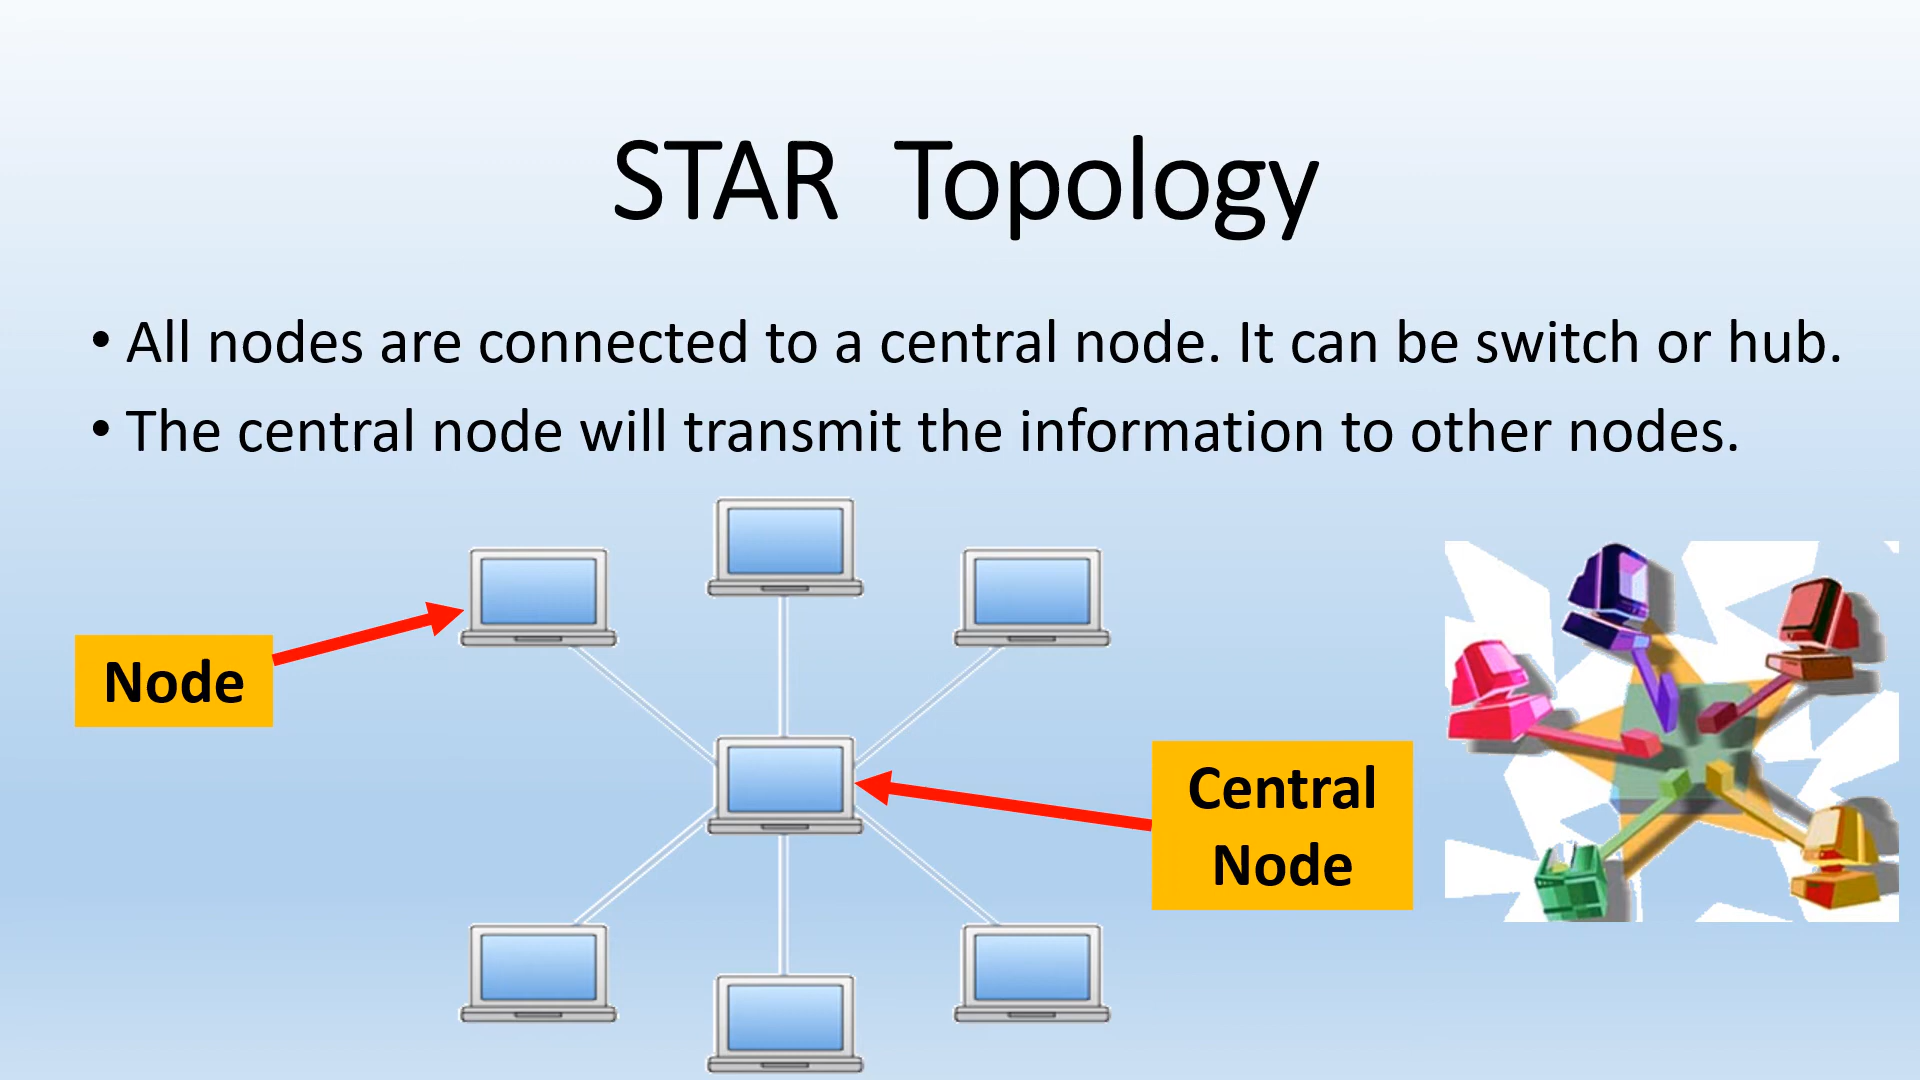 STAR Topology
• All nodes are connected to a central node. It can be switch or hub.
• The central node will transmit the information to other nodes.
Node
Central
Node